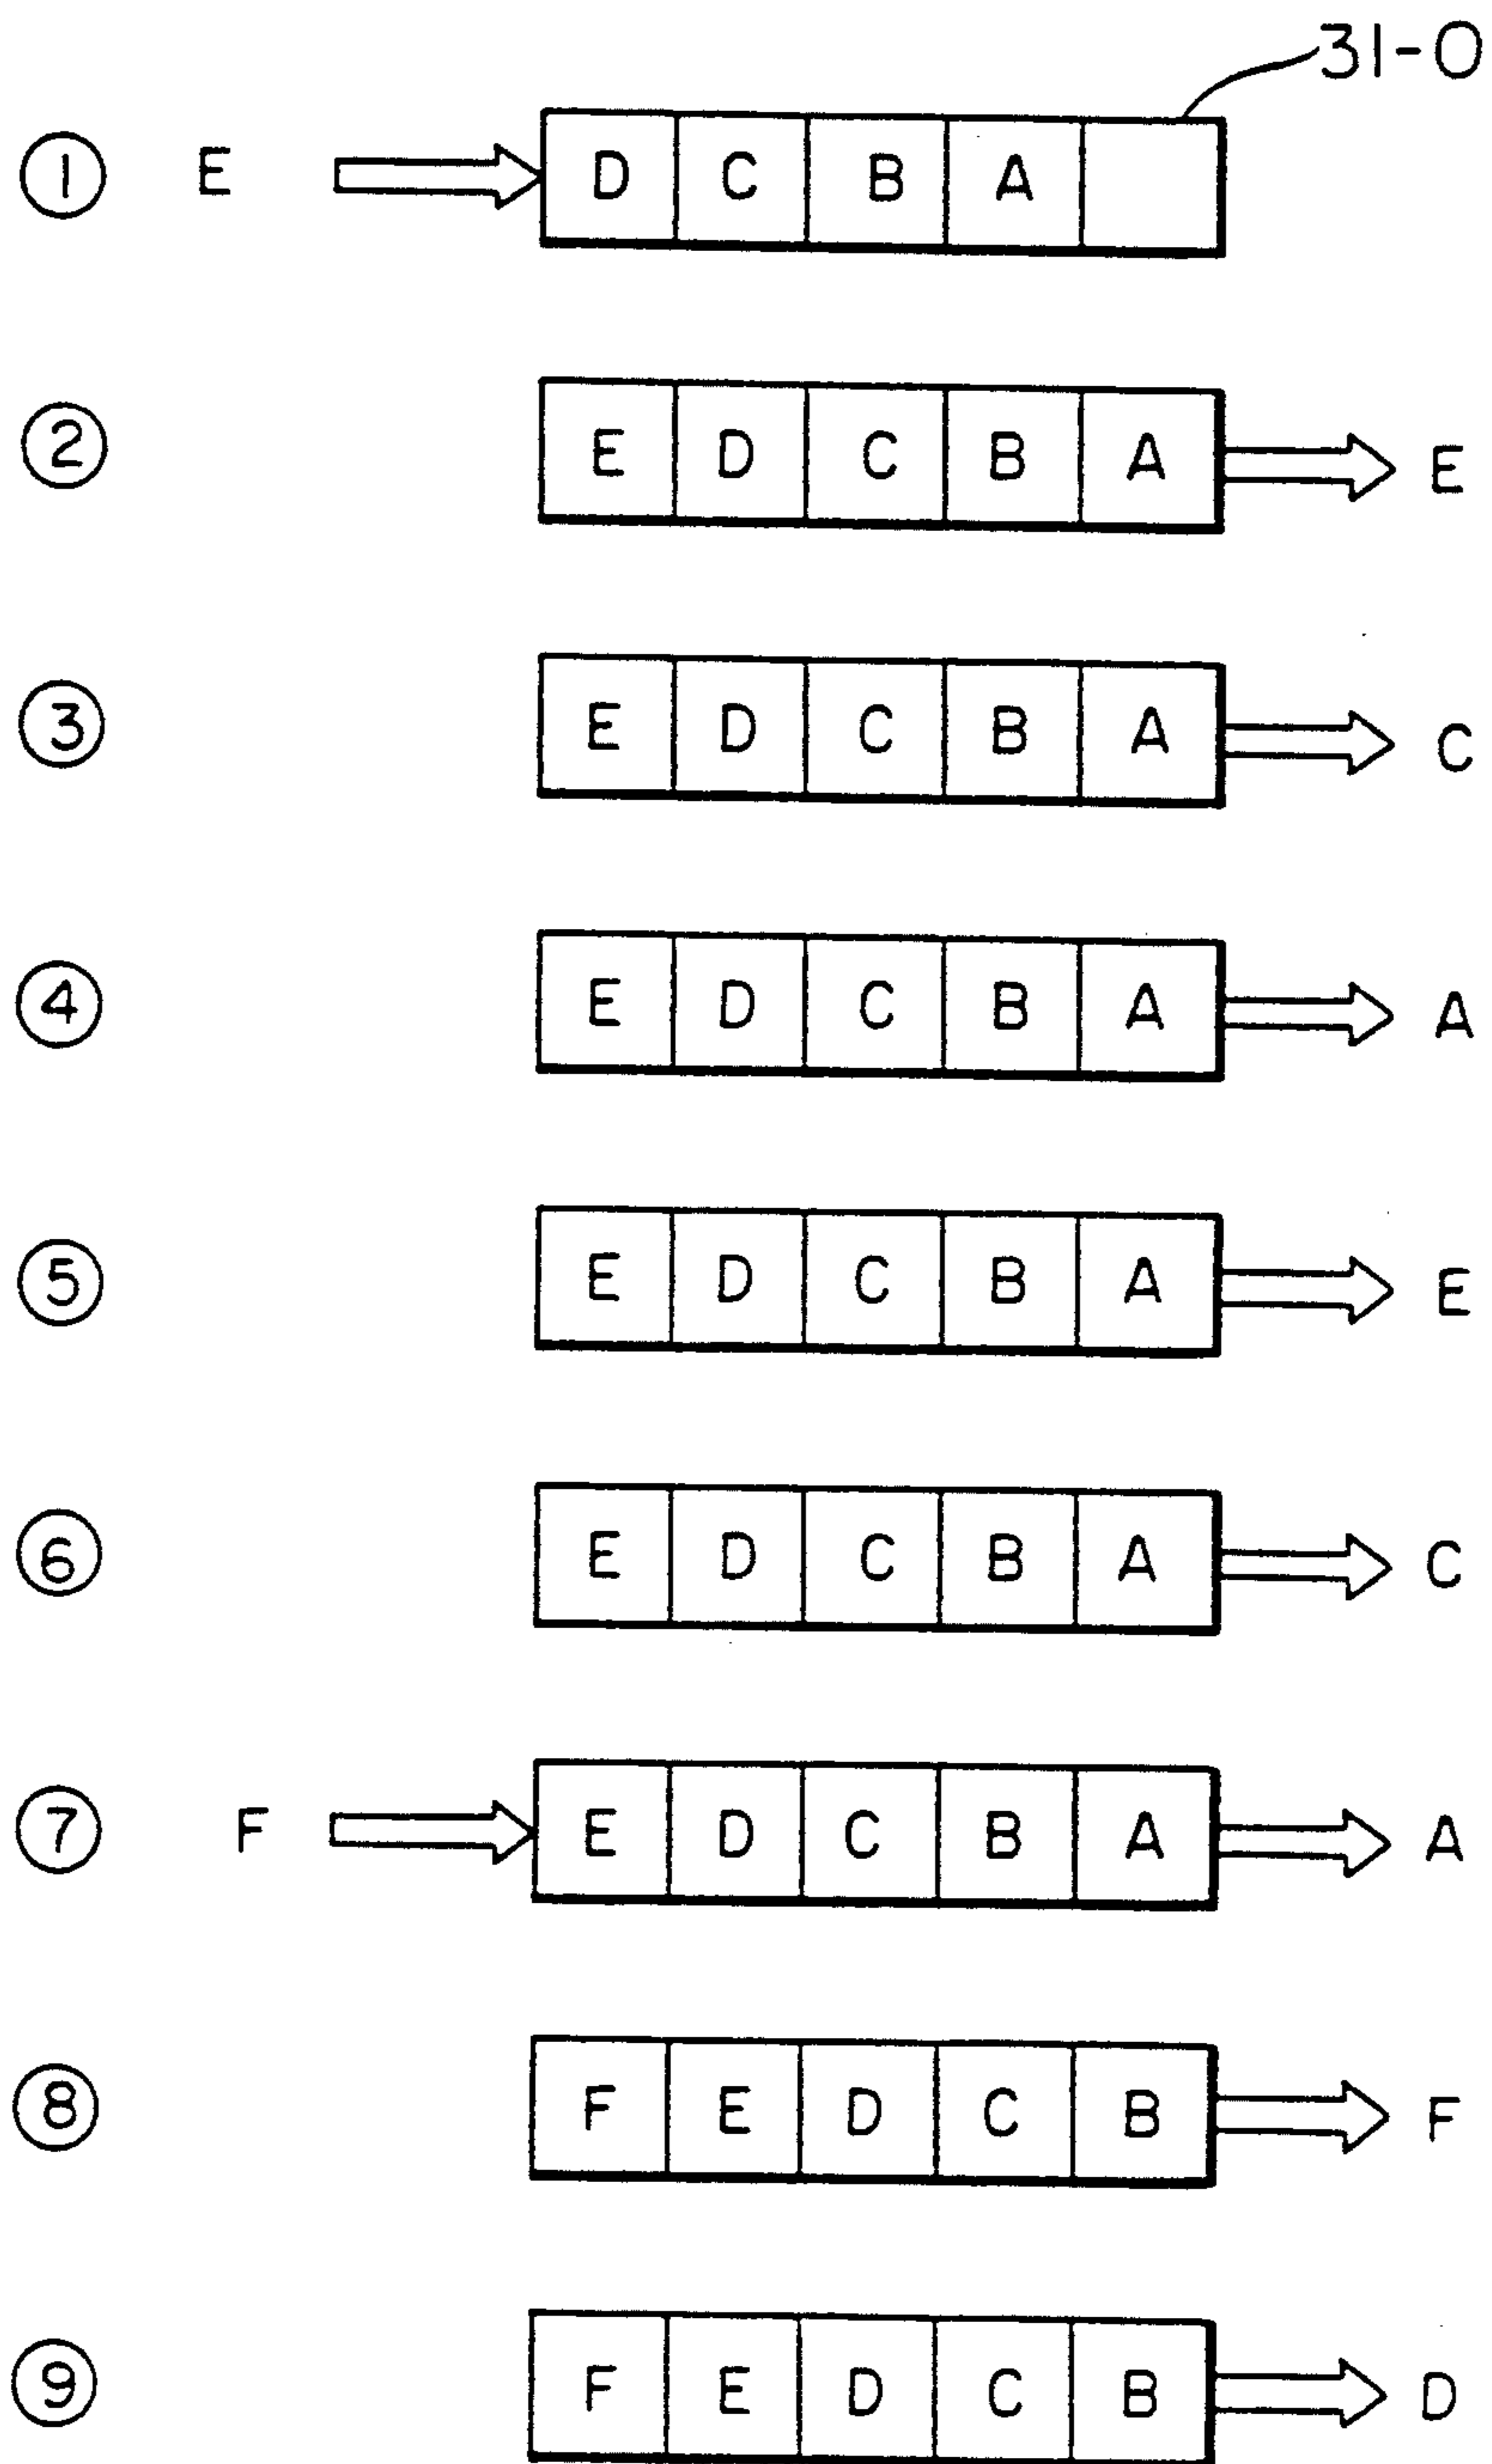 31-0
① E D C B A
② E D C B A E
③ E D C B A C
④ E D C B A A
⑤ E D C B A E
⑥ E D C B A C
⑦ F E D C B A A
⑧ F E D C B F
⑨ F E D C B D